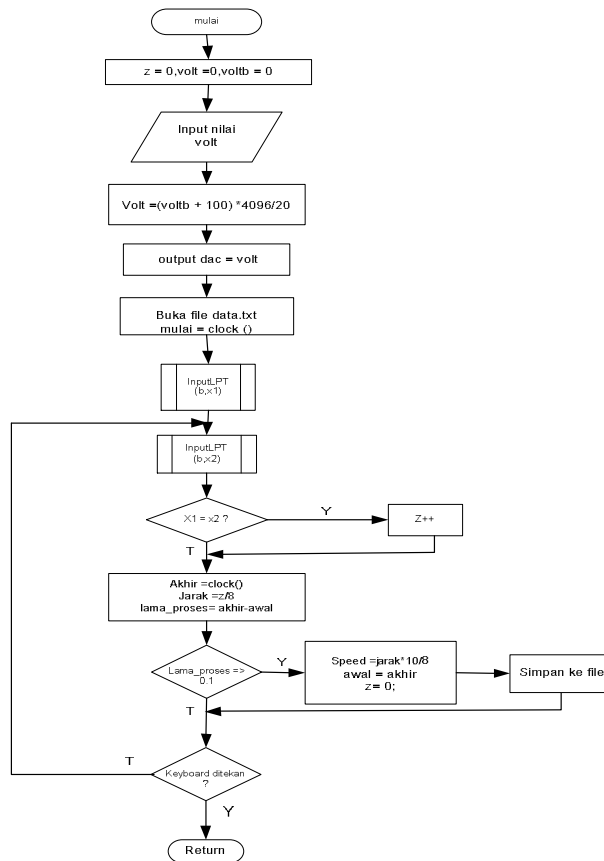 mulai
z = 0,volt =0,voltb = 0
Input nilai
volt
Volt =(voltb + 100) *4096/20
output dac = volt
Buka file data.txt
mulai = clock ()
InputLPT
(b,x1)
InputLPT
(b,x2)
X1 = x2 ?
Y
Z++
T
Akhir =clock()
Jarak =z/8
lama_proses= akhir-awal
Lama_proses =>
0.1
Y
Speed =jarak*10/8
awal = akhir
z= 0;
Simpan ke file
T
Keyboard ditekan
?
T
Y
Return